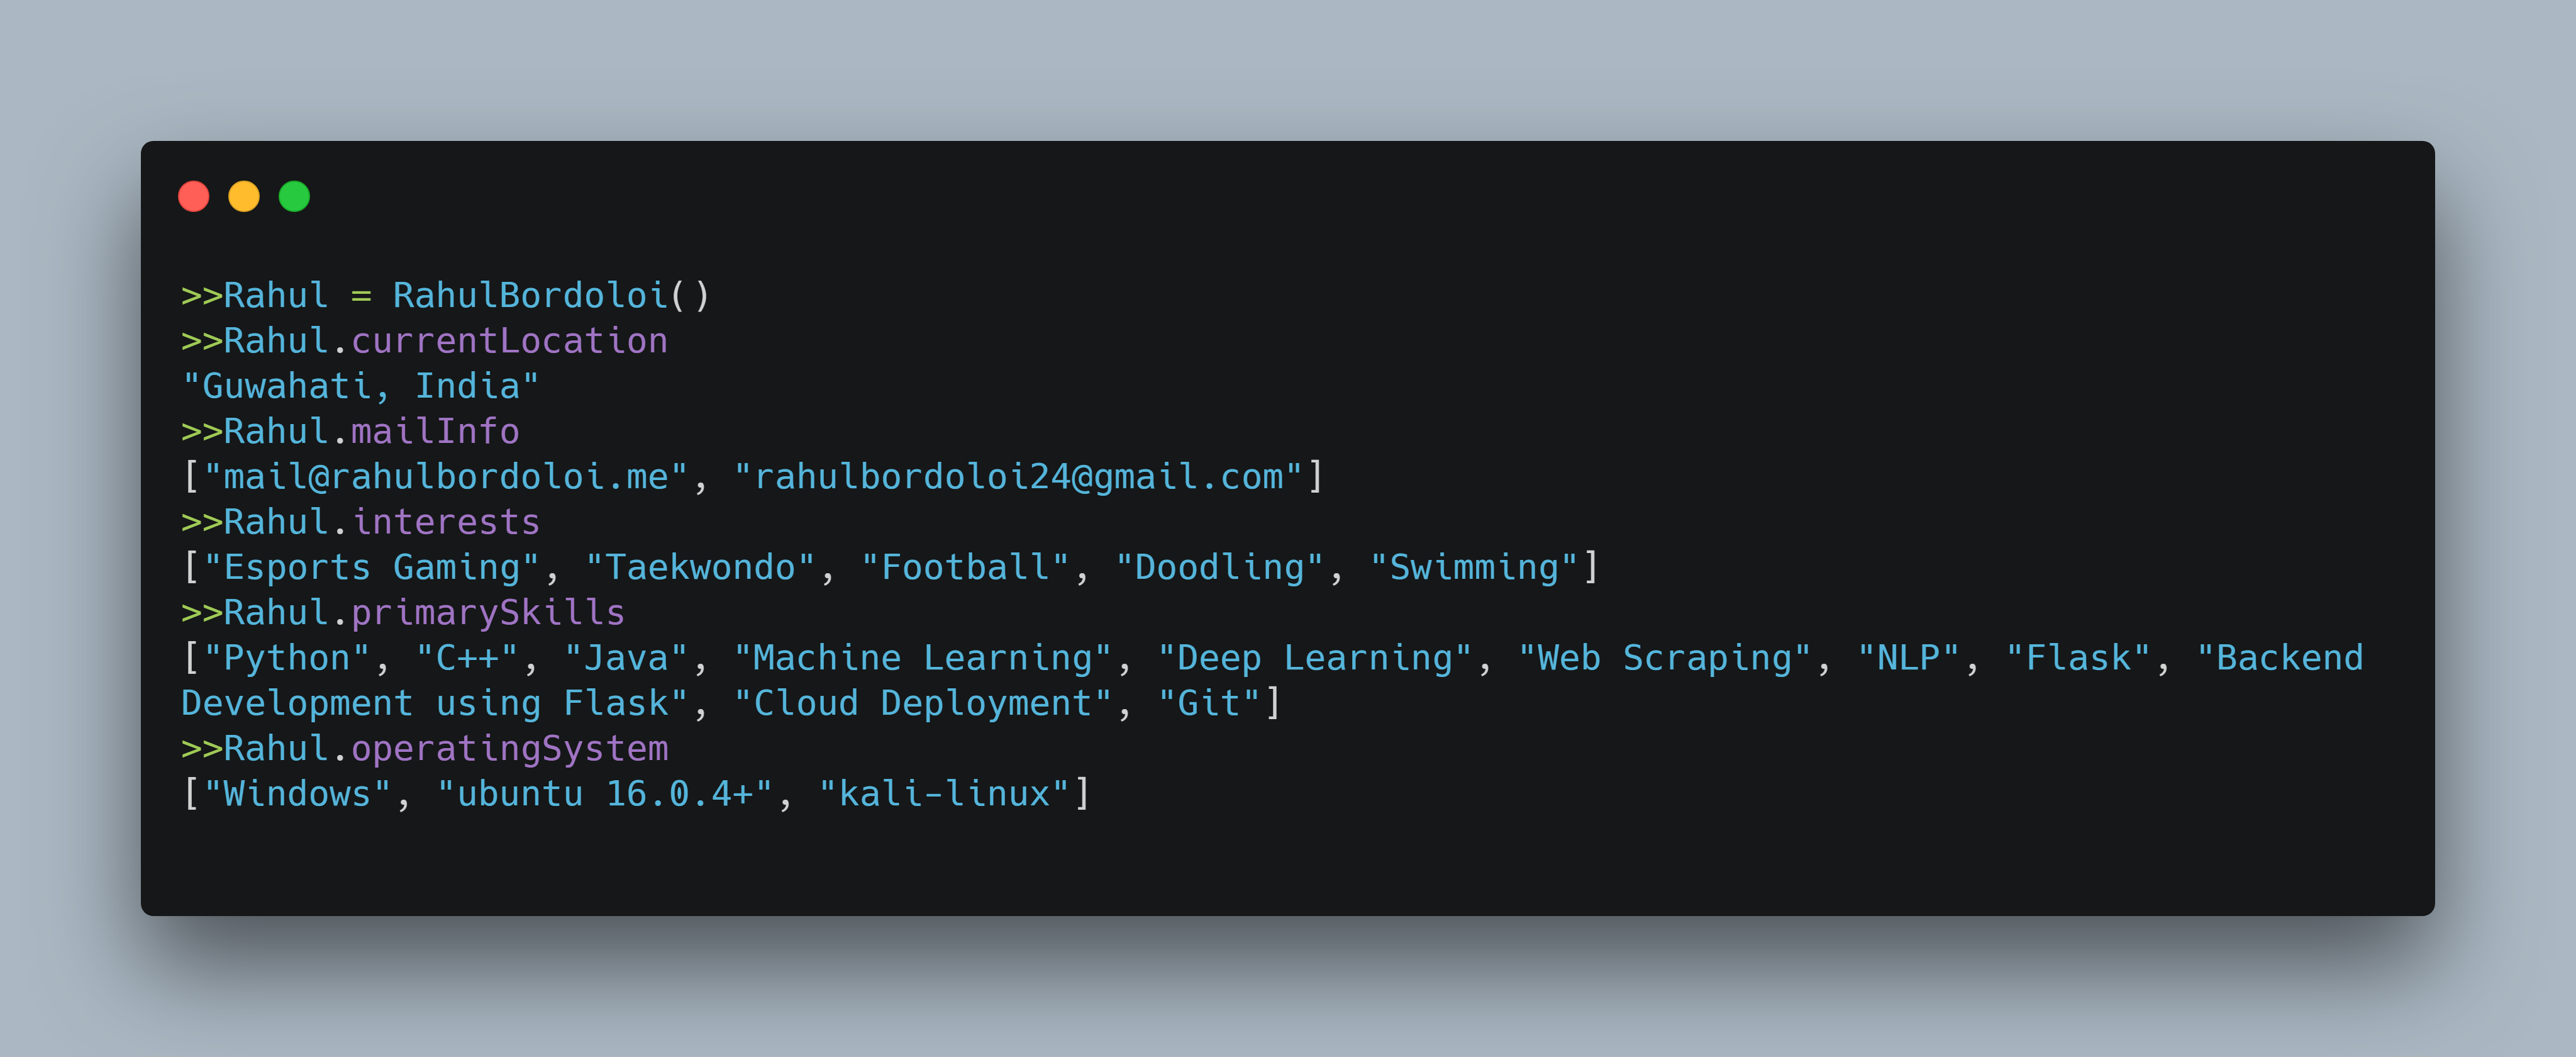 >>Rahul = RahulBordoloi()
>>Rahul.currentLocation
"Guwahati, India"
>>Rahul.mailInfo
["mail@rahulbordoloi.me", "rahulbordoloi24@gmail.com"]
>>Rahul.interests
["Esports Gaming", "Taekwondo", "Football", "Doodling", "Swimming"]
>>Rahul.primarySkills
["Python", "C++", "Java", "Machine Learning", "Deep Learning", "Web Scraping", "NLP", "Flask", "Backend
Development using Flask", "Cloud Deployment", "Git"]
>>Rahul.operatingSystem
["Windows", "ubuntu 16.0.4+", "kali-linux"]